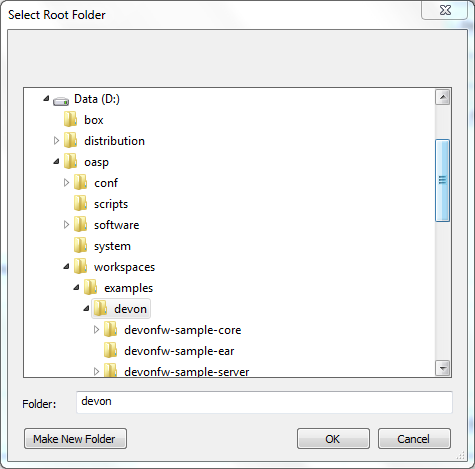 Select Root Folder
Data (D:)
box
distribution
oasp
conf
scripts
software
system
workspaces
examples
devon
devonfw-sample-core
devonfw-sample-ear
devonfw-sample-server
Folder:
devon
Make New Folder
OK
Cancel